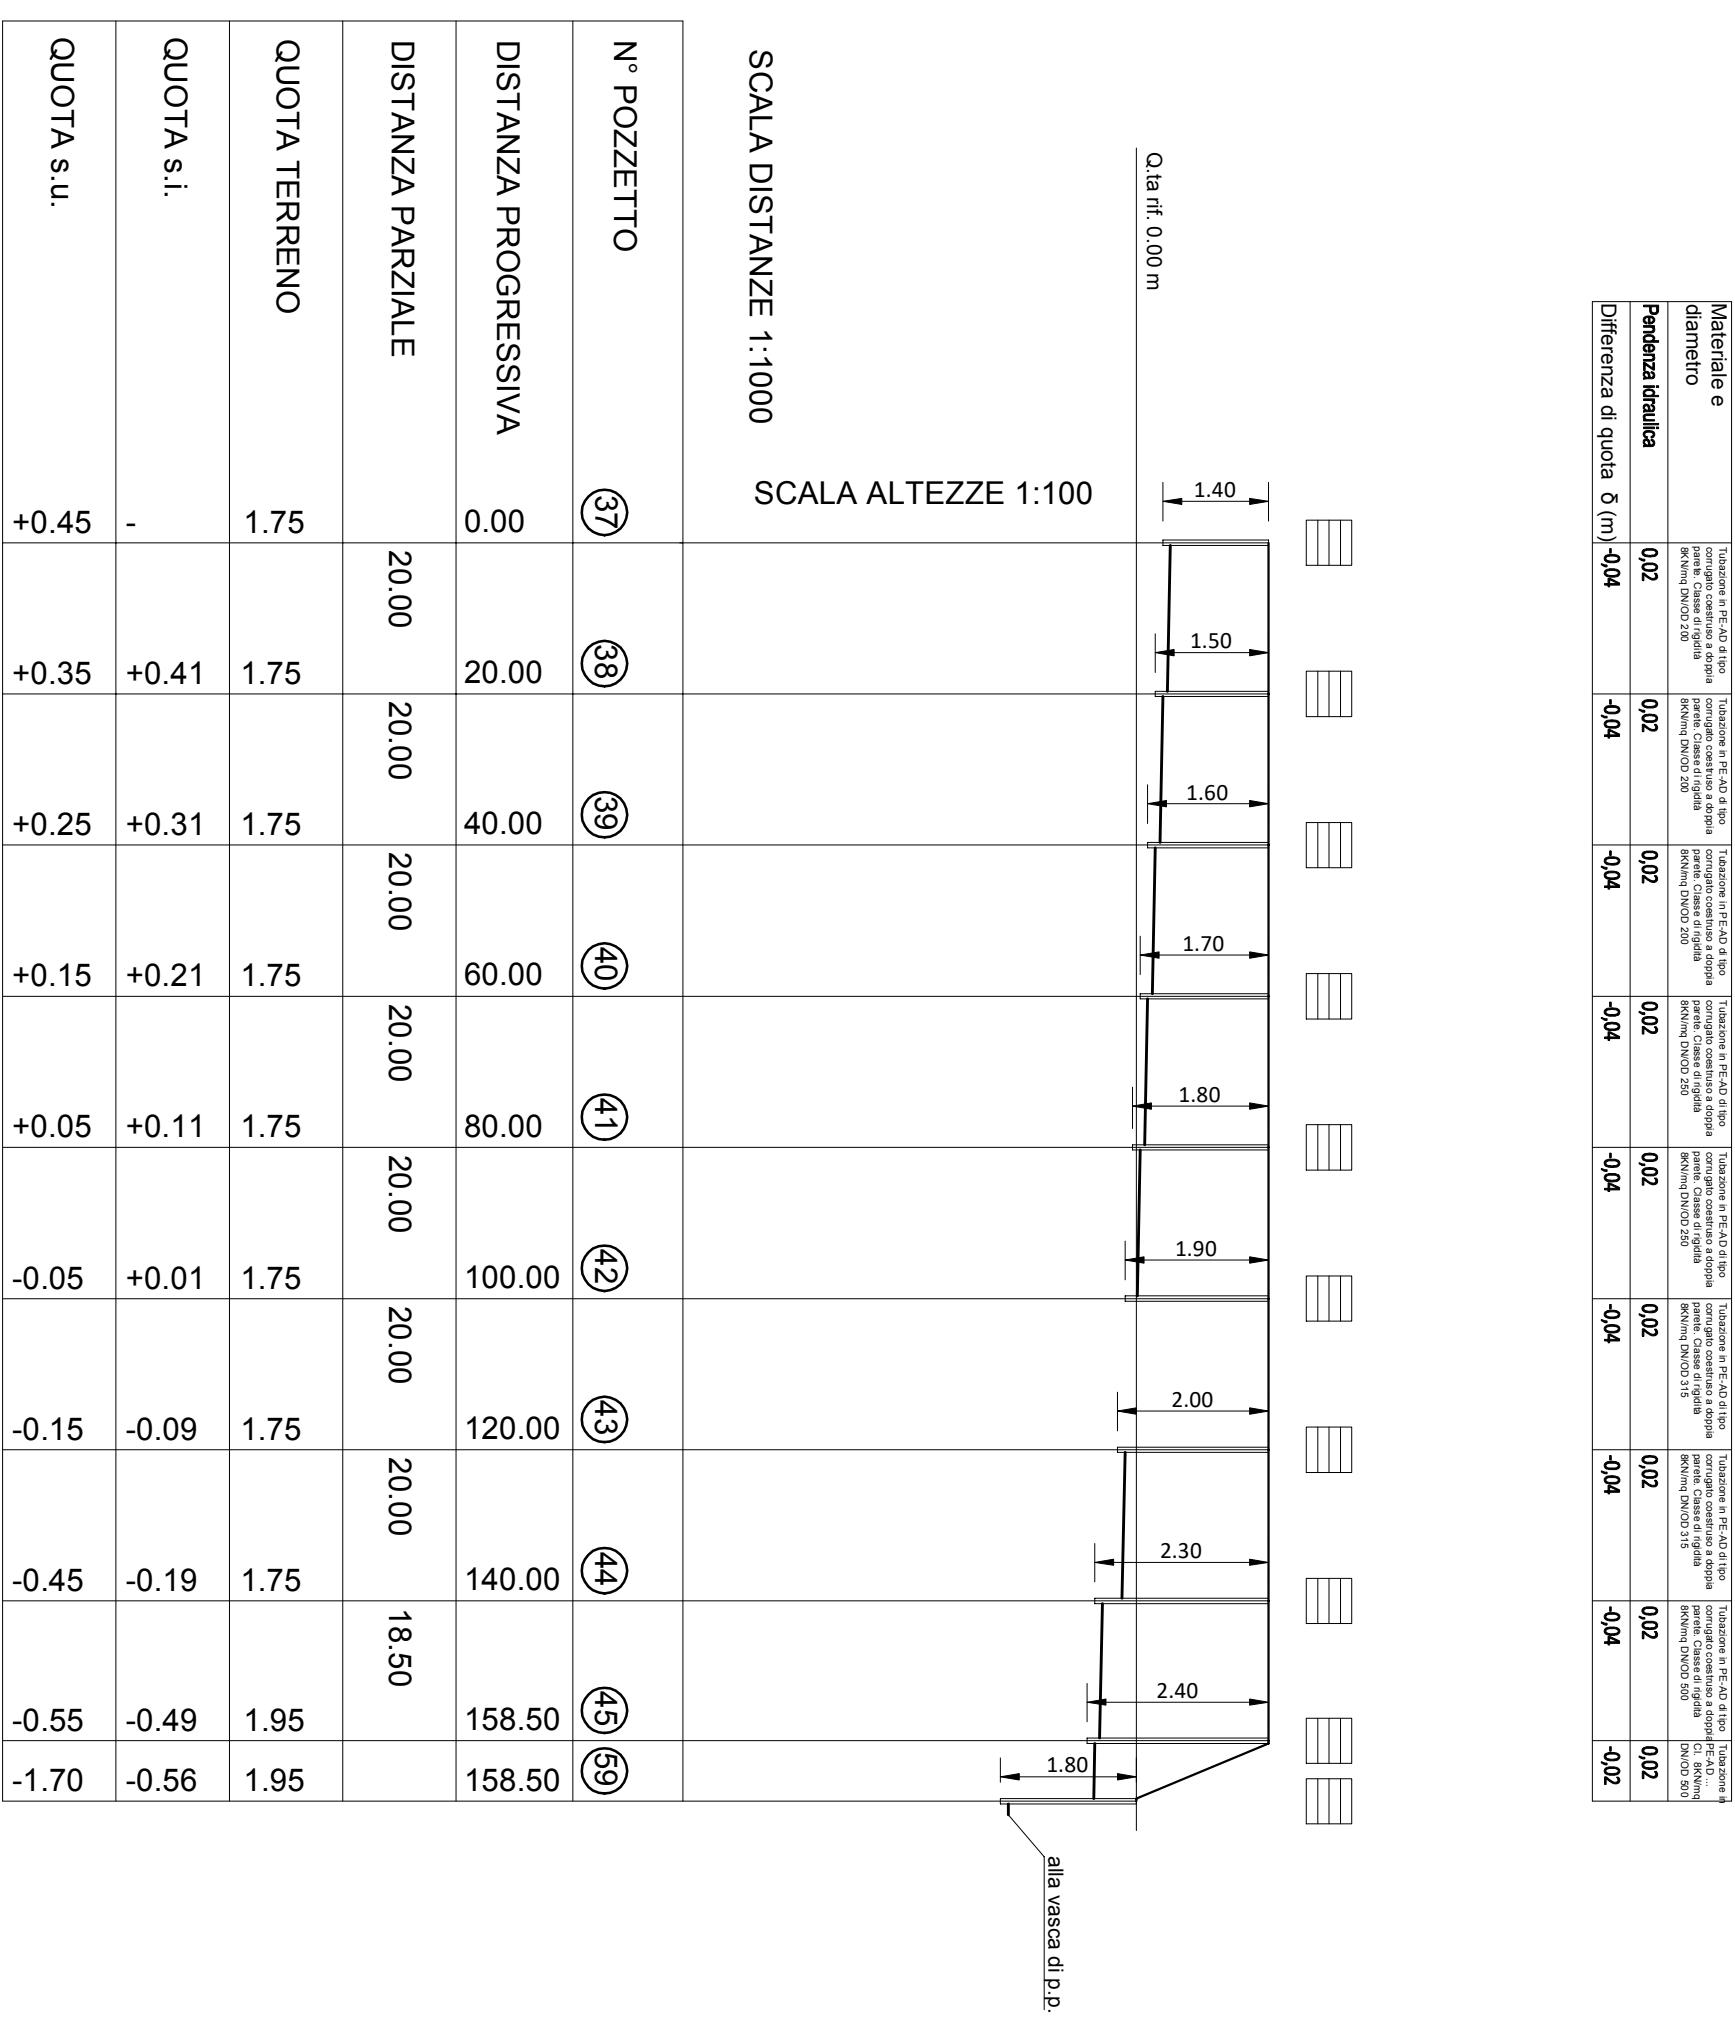 Materiale e
diametro
Tubazione in PE-AD di tipo
corrugato coestruso a doppia
parete. Classe di rigidità
8KN/mq DN/OD 200
Tubazione in PE-AD di tipo
corrugato coestruso a doppia
parete. Classe di rigidità
8KN/mq DN/OD 200
Tubazione in PE-AD di tipo
corrugato coestruso a doppia
parete. Classe di rigidità
8KN/mq DN/OD 200
Tubazione in PE-AD di tipo
corrugato coestruso a doppia
parete. Classe di rigidità
8KN/mq DN/OD 250
Tubazione in PE-AD di tipo
corrugato coestruso a doppia
parete. Classe di rigidità
8KN/mq DN/OD 250
Tubazione in PE-AD di tipo
corrugato coestruso a doppia
parete. Classe di rigidità
8KN/mq DN/OD 315
Tubazione in PE-AD di tipo
corrugato coestruso a doppia
parete. Classe di rigidità
8KN/mq DN/OD 315
Tubazione in PE-AD di tipo
corrugato coestruso a doppia
parete. Classe di rigidità
8KN/mq DN/OD 500
Tubazione in
PE-AD ...
Cl. 8KN/mq
DN/OD 500
Pendenza idraulica 0,02 0,02 0,02 0,02 0,02 0,02 0,02 0,02 0,02
Differenza di quota δ (m) -0,04 -0,04 -0,04 -0,04 -0,04 -0,04 -0,04 -0,04 -0,02
1.40 1.50 1.60 1.70 1.80 1.90 2.00 2.30 2.40 1.80
Q.ta rif. 0.00 m
alla vasca di p.p.
SCALA ALTEZZE 1:100
SCALA DISTANZE 1:1000
N° POZZETTO 37 38 39 40 41 42 43 44 45 59
DISTANZA PROGRESSIVA 0.00 20.00 40.00 60.00 80.00 100.00 120.00 140.00 158.50 158.50
DISTANZA PARZIALE 20.00 20.00 20.00 20.00 20.00 20.00 20.00 18.50
QUOTA TERRENO 1.75 1.75 1.75 1.75 1.75 1.75 1.75 1.75 1.95 1.95
QUOTA s.i. - +0.41 +0.31 +0.21 +0.11 +0.01 -0.09 -0.19 -0.49 -0.56
QUOTA s.u. +0.45 +0.35 +0.25 +0.15 +0.05 -0.05 -0.15 -0.45 -0.55 -1.70